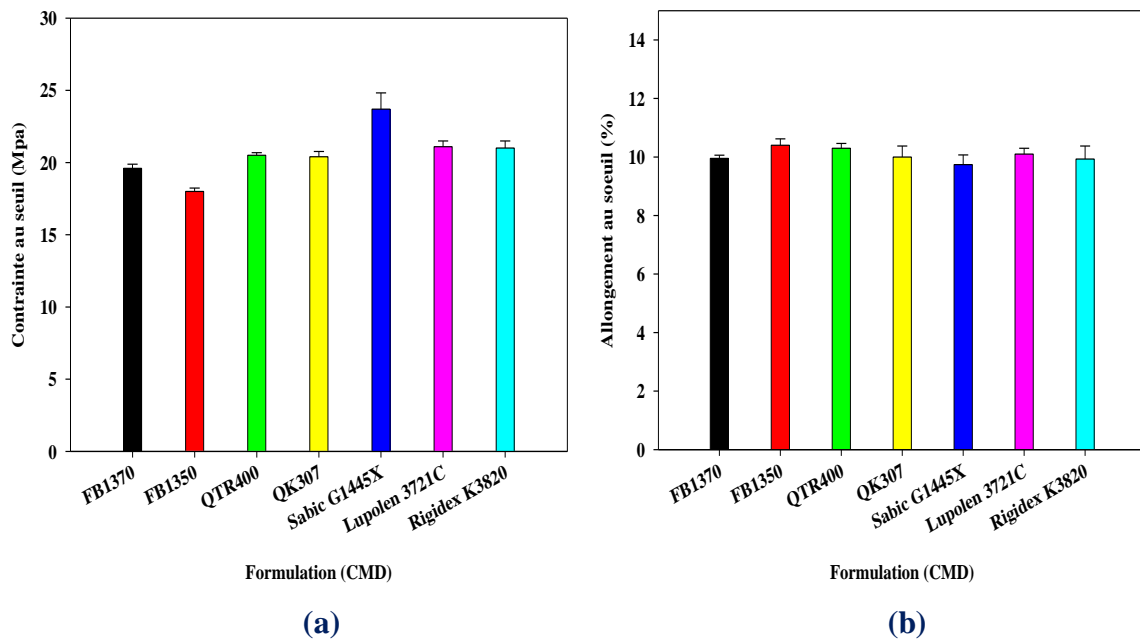 30
25
20
15
10
5
0
Contrainte au seuil (Mpa)
FB1370
FB1350
QTR400
QK307
Sabic G1445X
Lupolen 3721C
Rigidex K3820
Formulation (CMD)
(a)
14
12
10
8
6
4
2
0
Allongement au soeuil (%)
FB1370
FB1350
QTR400
QK307
Sabic G1445X
Lupolen 3721C
Rigidex K3820
Formulation (CMD)
(b)